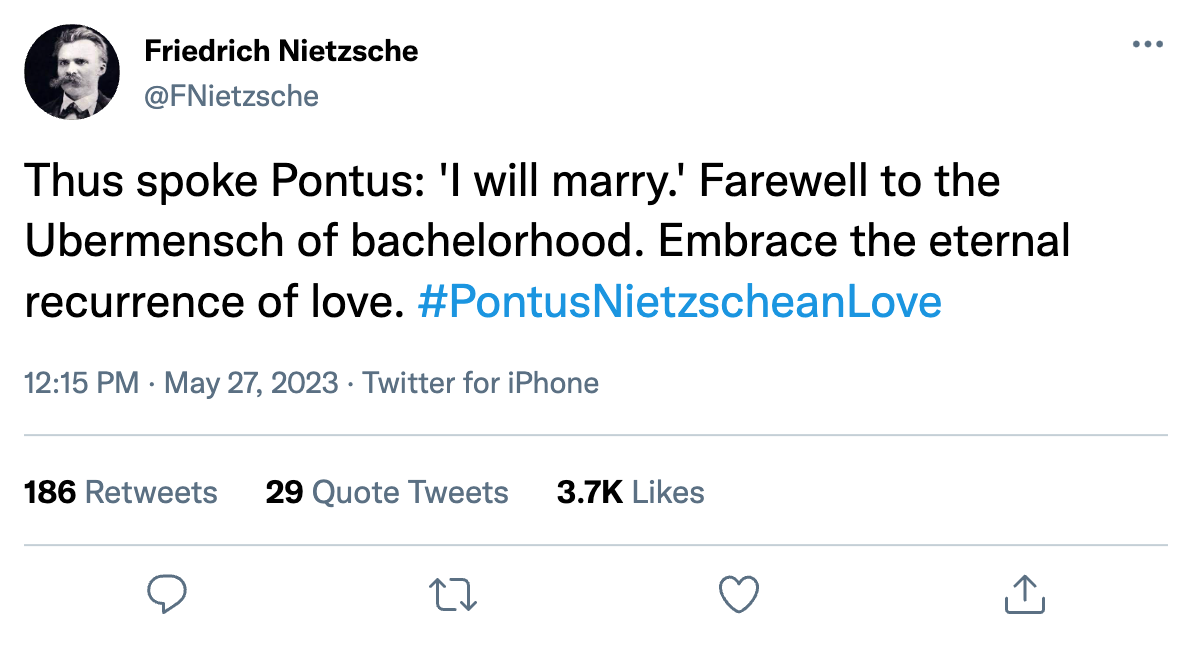 Friedrich Nietzsche
@FNietzsche
Thus spoke Pontus: 'I will marry.' Farewell to the
Ubermensch of bachelorhood. Embrace the eternal
recurrence of love. #PontusNietzscheanLove
12:15 PM · May 27, 2023 · Twitter for iPhone
186 Retweets 29 Quote Tweets 3.7K Likes